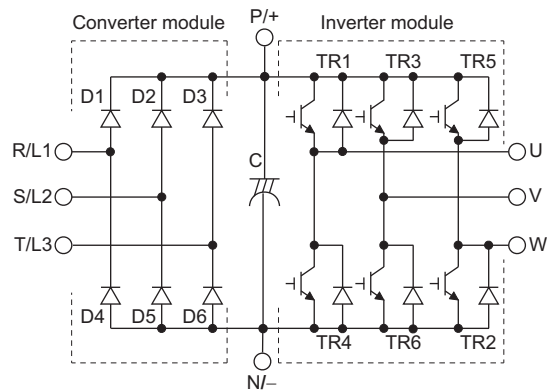 Converter module
P/+
Inverter module
D1 D2 D3
TR1 TR3 TR5
R/L1
C
U
S/L2
V
T/L3
W
D4 D5 D6
TR4 TR6 TR2
N/−